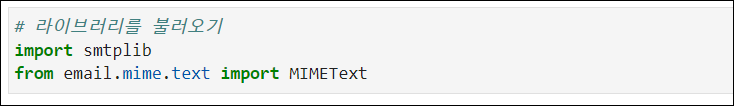 # 라이브러리를 불러오기
import smtplib
from email.mime.text import MIMEText